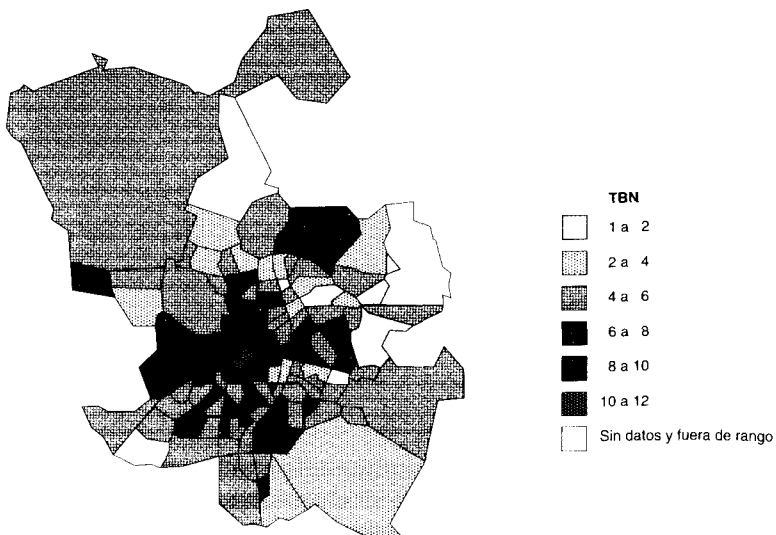 TBN
1 a 2
2 a 4
4 a 6
6 a 8
8 a 10
10 a 12
Sin datos y fuera de rango